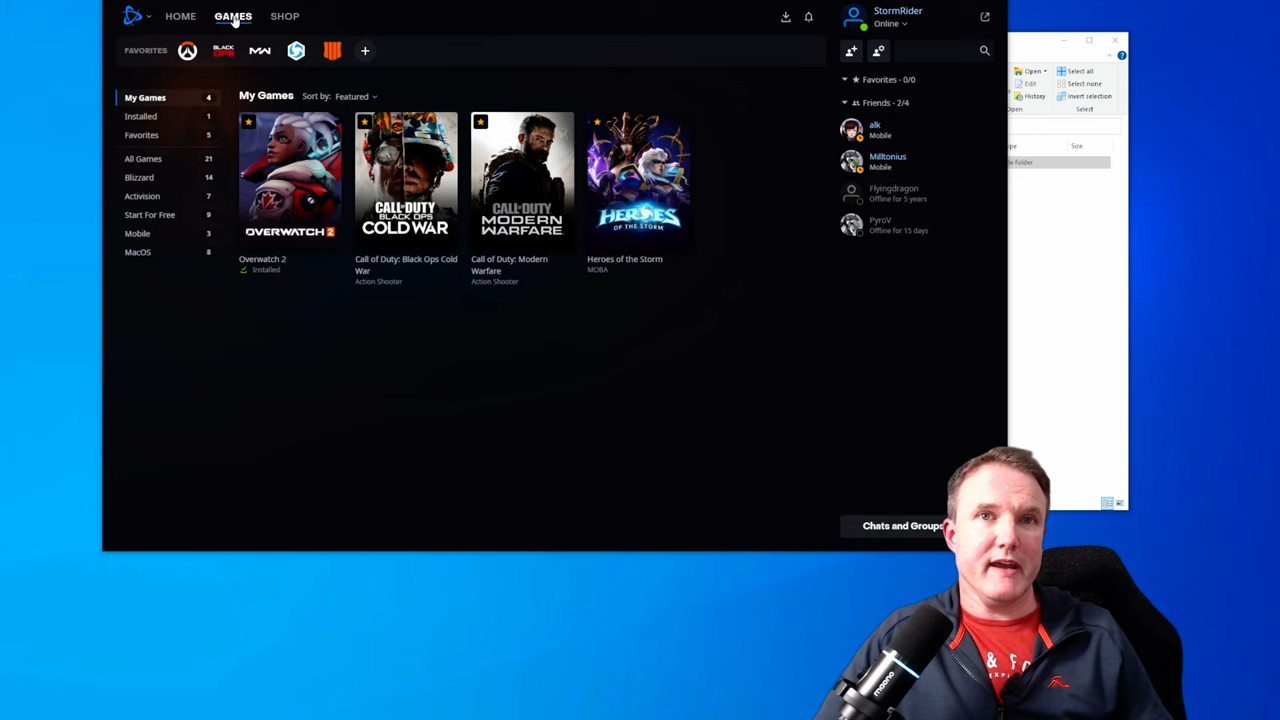 HOME
GAMES
SHOP
StormRider
Online
FAVORITES
BLACK OPS
MW
Favorites - 0/0
Friends - 2/4
alk
Mobile
Milltonius
Mobile
Flyingdragon
Offline for 5 years
PyroV
Offline for 15 days
Chats and Groups
My Games 4
Installed 1
Favorites 5
All Games 21
Blizzard 14
Activision 7
Start For Free 9
Mobile 3
MacOS 8
My Games
Sort by: Featured
OVERWATCH 2
CALL OF DUTY
BLACK OPS
COLD WAR
CALL OF DUTY
MODERN
WARFARE
HEROES
OF THE STORM
Overwatch 2
Installed
Call of Duty: Black Ops Cold
War
Action Shooter
Call of Duty: Modern
Warfare
Action Shooter
Heroes of the Storm
MOBA
Open
Edit
History
Select all
Select none
Invert selection
Select
Size
maono